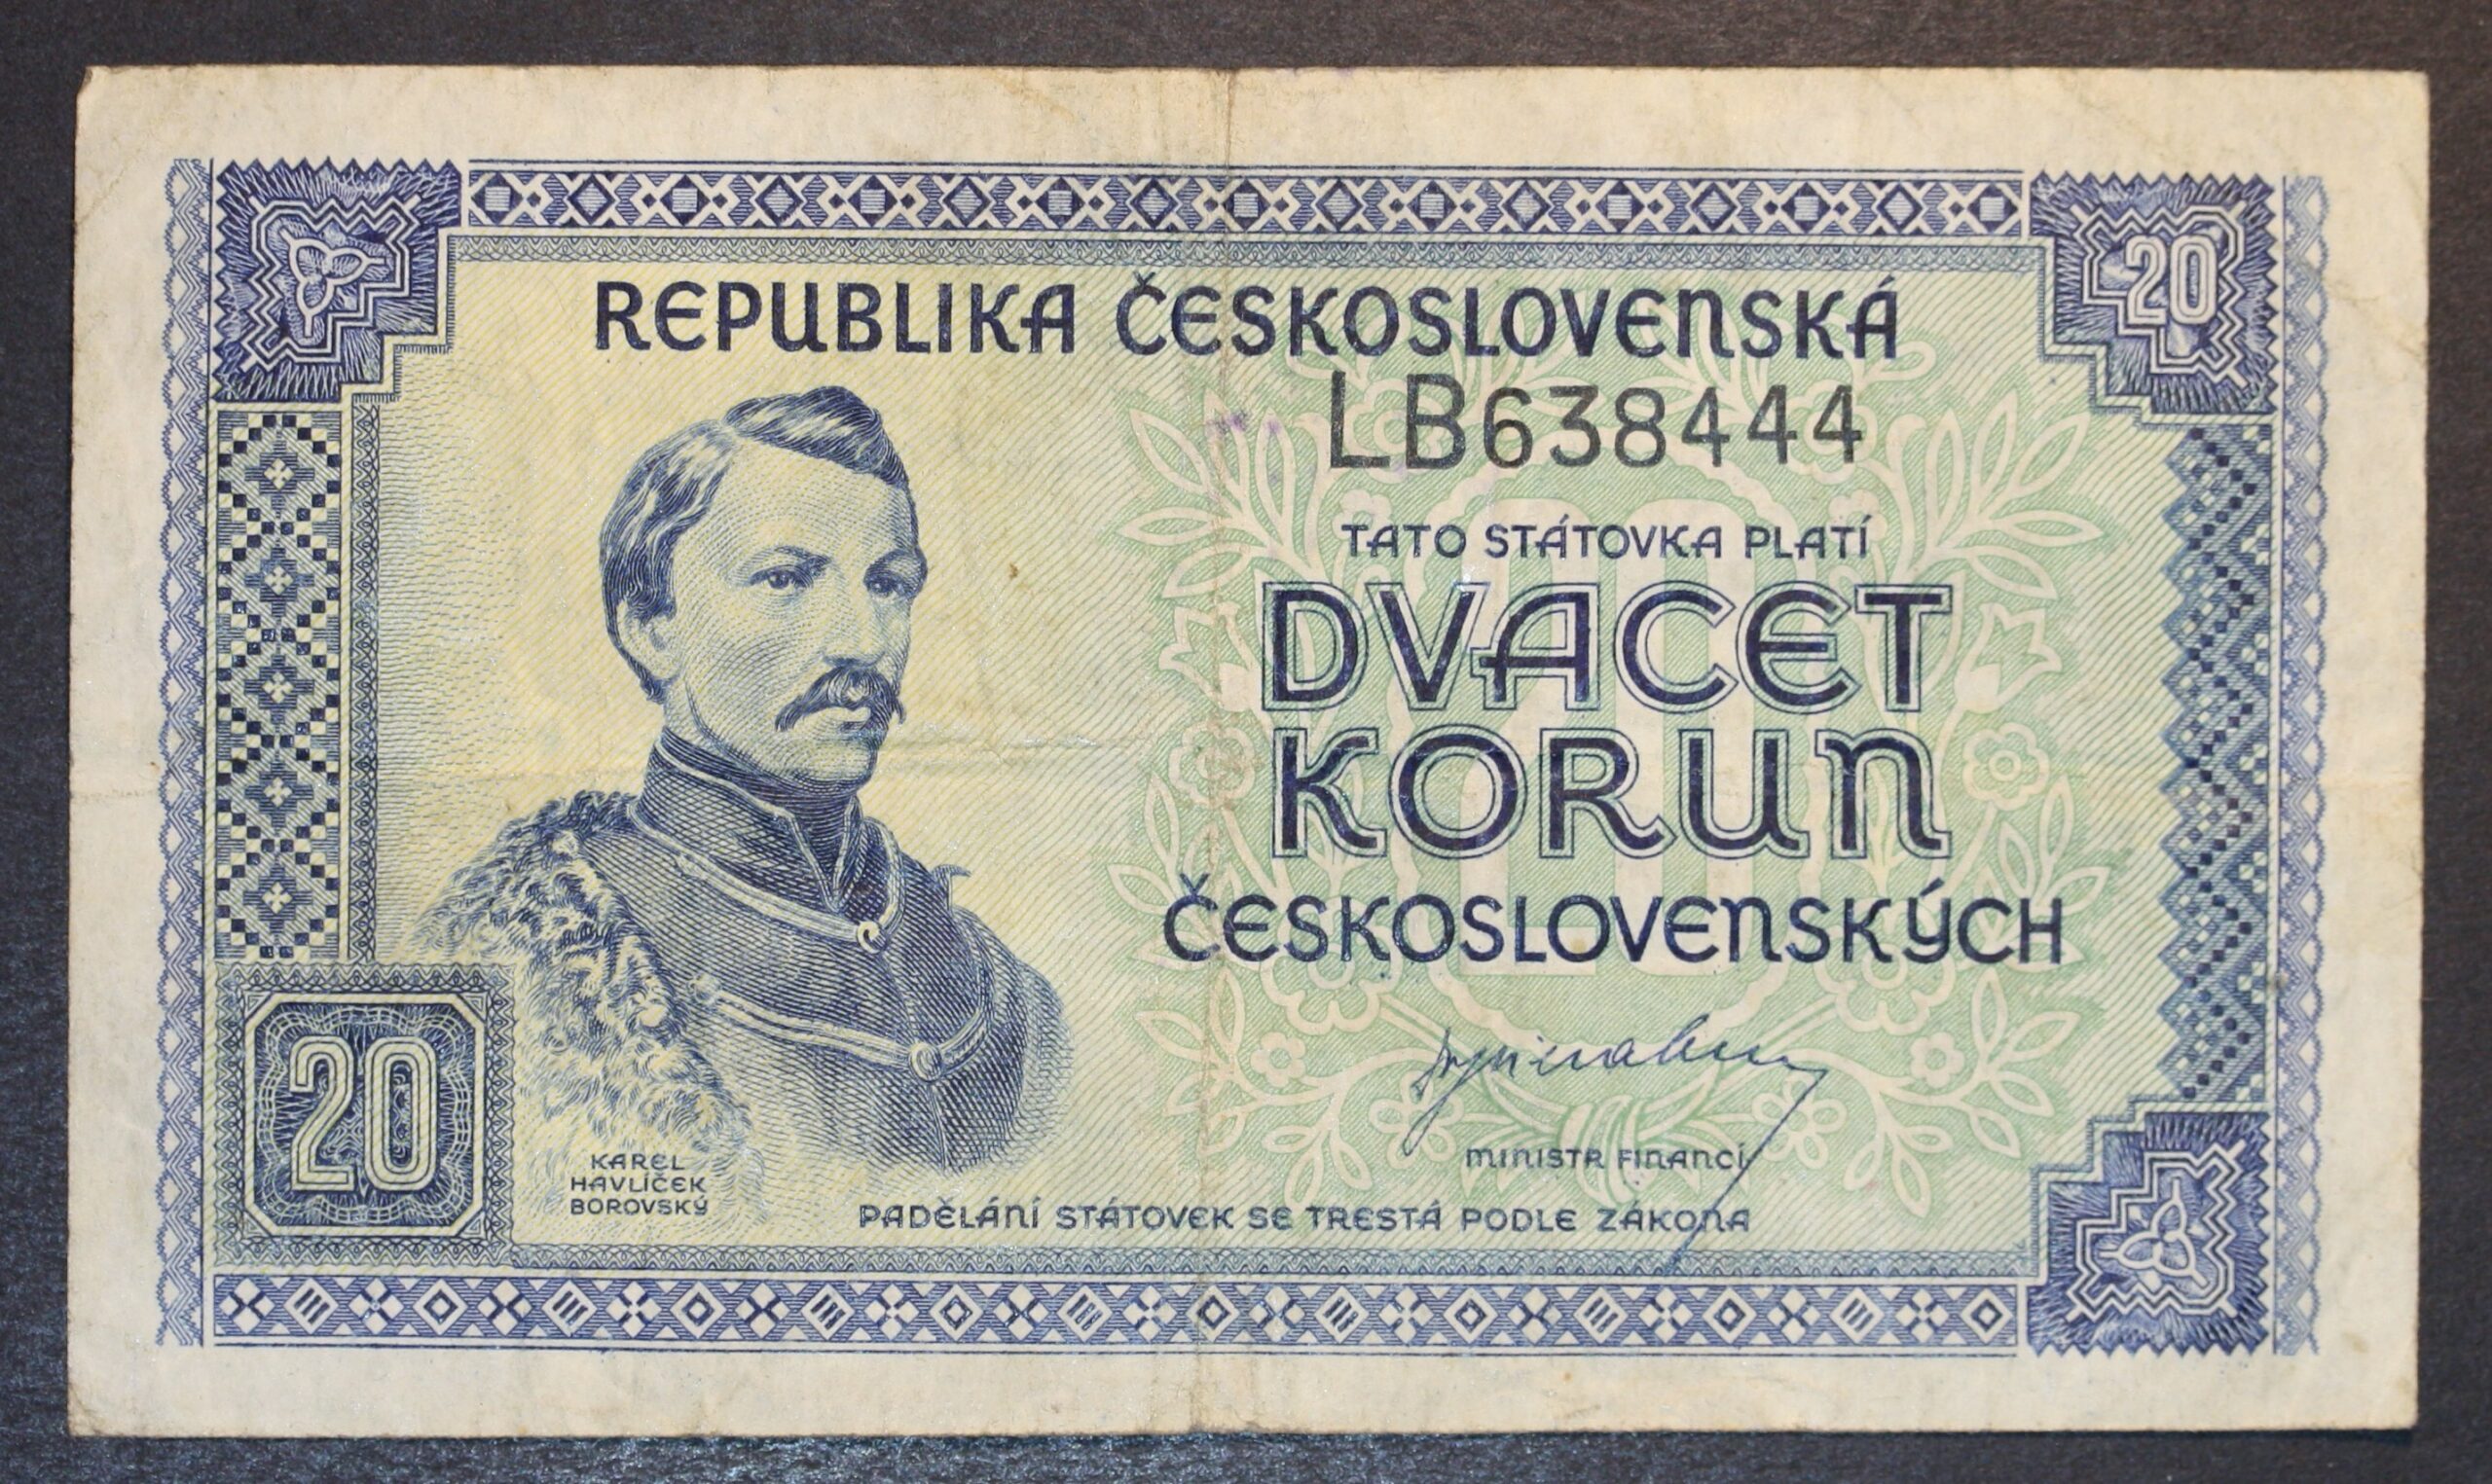 20
REPUBLIKA ČESKOSLOVENSKÁ
LB638444
TATO STÁTOVKA PLATÍ
DVACET
KORUN
ČESKOSLOVENSKÝCH
MINISTR FINANCÍ
20
KAREL
HAVLÍČEK
BOROVSKÝ
PADĚLÁNÍ STÁTOVEK SE TRESTÁ PODLE ZÁKONA